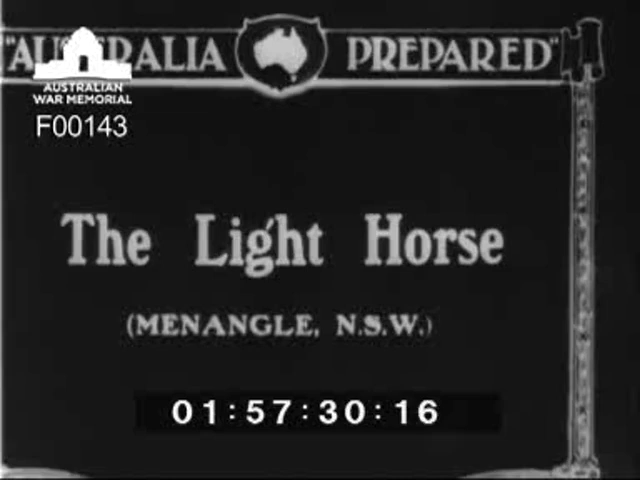 "AUSTRALIA PREPARED"
AUSTRALIAN
WAR MEMORIAL
F00143
The Light Horse
(MENANGLE, N.S.W.)
01:57:30:16